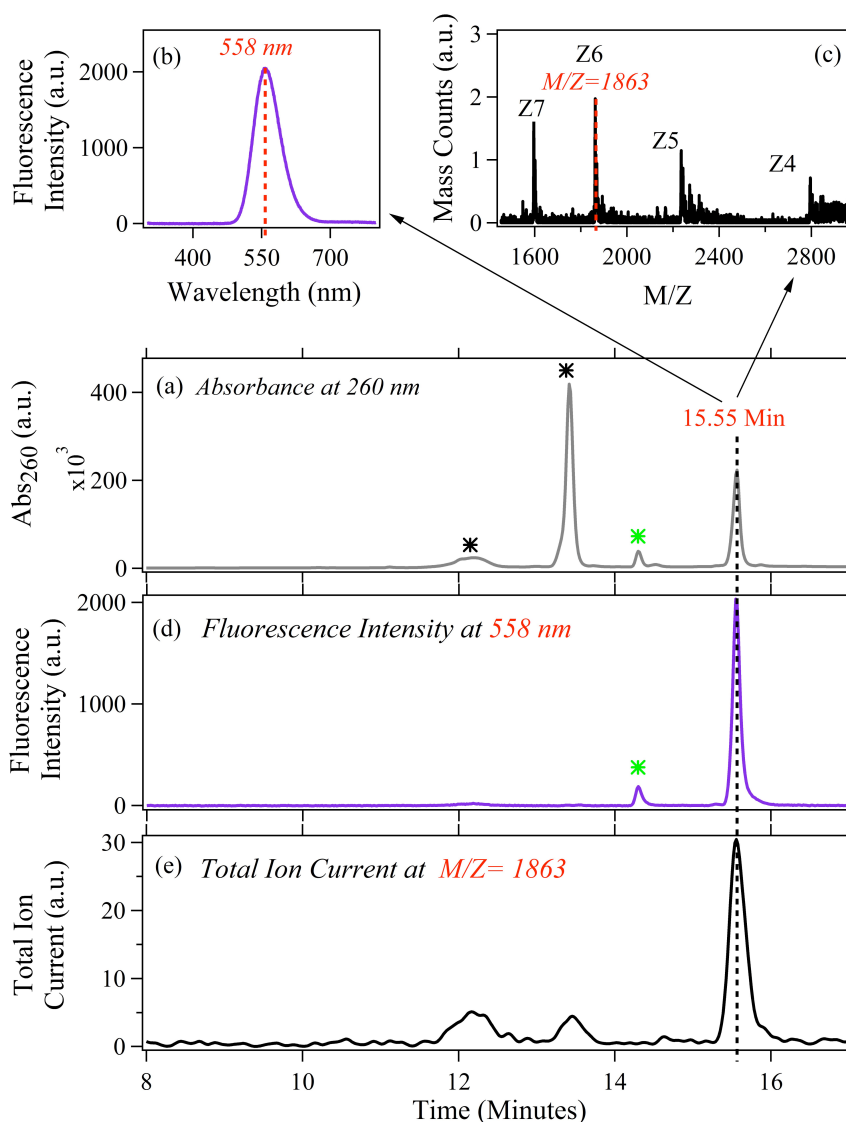 (b)
558 nm
Fluorescence
Intensity (a.u.)
2000
1000
0
400
550
700
Wavelength (nm)
(c)
Z6
M/Z=1863
Z7
Z5
Z4
Mass Counts (a.u.)
3
2
1
0
1600
2000
2400
2800
M/Z
(a) Absorbance at 260 nm
15.55 Min
Abs260 (a.u.)
x10^3
400
200
0
(d) Fluorescence Intensity at 558 nm
Fluorescence
Intensity (a.u.)
2000
1000
0
(e) Total Ion Current at M/Z= 1863
Total Ion
Current (a.u.)
30
20
10
0
8
10
12
14
16
Time (Minutes)